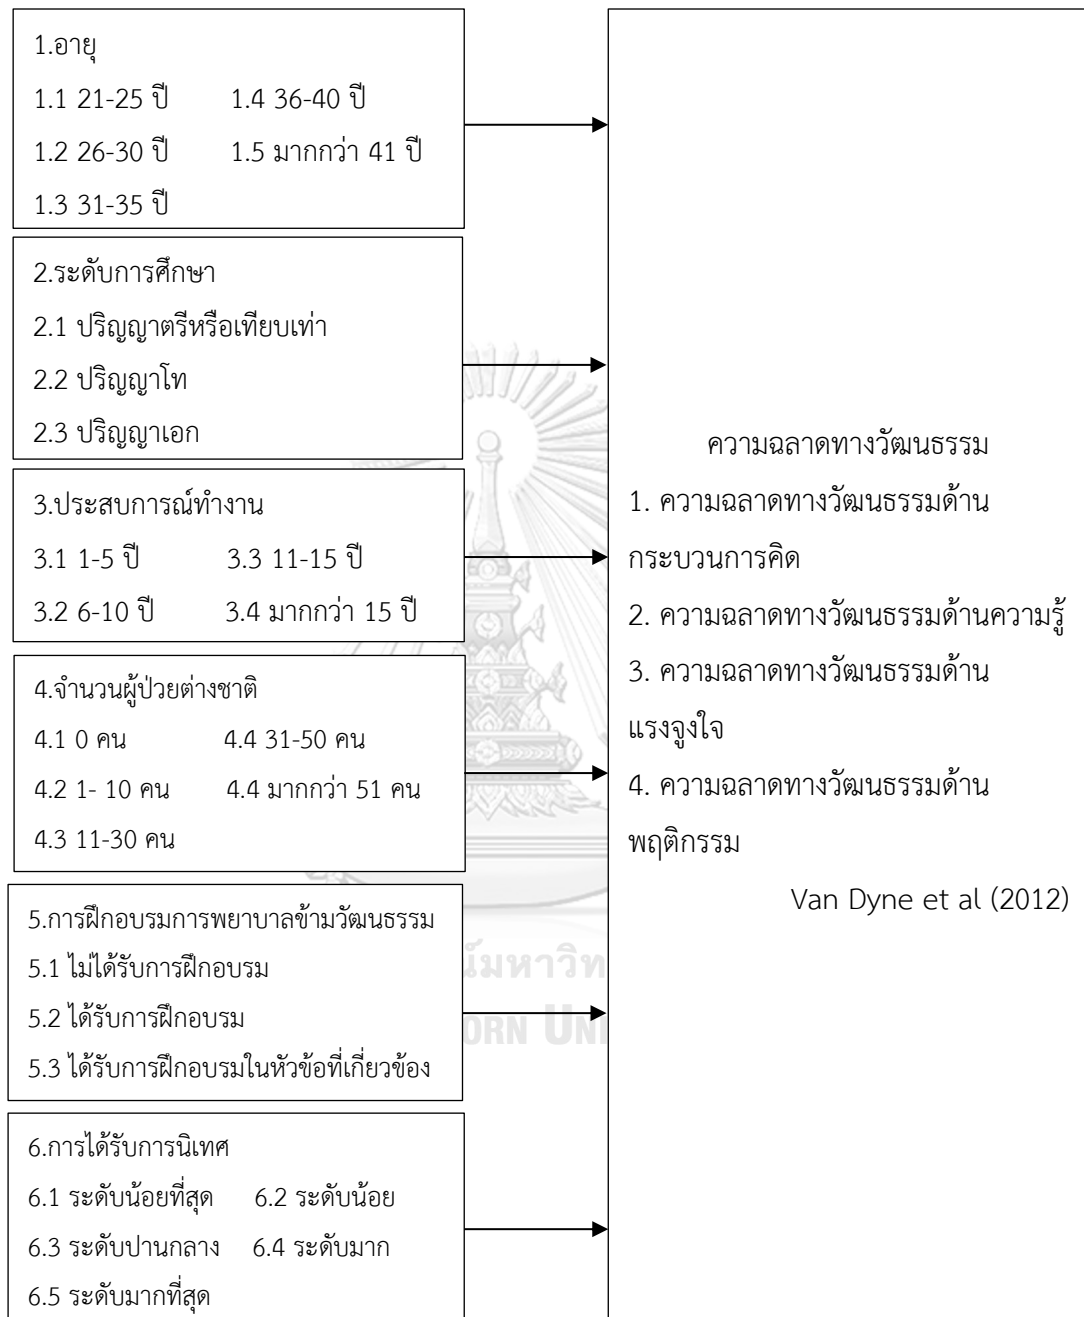 1.อายุ
1.1 21-25 ปี 1.4 36-40 ปี
1.2 26-30 ปี 1.5 มากกว่า 41 ปี
1.3 31-35 ปี
2.ระดับการศึกษา
2.1 ปริญญาตรีหรือเทียบเท่า
2.2 ปริญญาโท
2.3 ปริญญาเอก
3.ประสบการณ์ทำงาน
3.1 1-5 ปี 3.3 11-15 ปี
3.2 6-10 ปี 3.4 มากกว่า 15 ปี
4.จำนวนผู้ป่วยต่างชาติ
4.1 0 คน 4.4 31-50 คน
4.2 1- 10 คน 4.4 มากกว่า 51 คน
4.3 11-30 คน
5.การฝึกอบรมการพยาบาลข้ามวัฒนธรรม
5.1 ไม่ได้รับการฝึกอบรม
5.2 ได้รับการฝึกอบรม
5.3 ได้รับการฝึกอบรมในหัวข้อที่เกี่ยวข้อง
6.การได้รับการนิเทศ
6.1 ระดับน้อยที่สุด 6.2 ระดับน้อย
6.3 ระดับปานกลาง 6.4 ระดับมาก
6.5 ระดับมากที่สุด
ความฉลาดทางวัฒนธรรม
1. ความฉลาดทางวัฒนธรรมด้าน
กระบวนการคิด
2. ความฉลาดทางวัฒนธรรมด้านความรู้
3. ความฉลาดทางวัฒนธรรมด้าน
แรงจูงใจ
4. ความฉลาดทางวัฒนธรรมด้าน
พฤติกรรม
Van Dyne et al (2012)